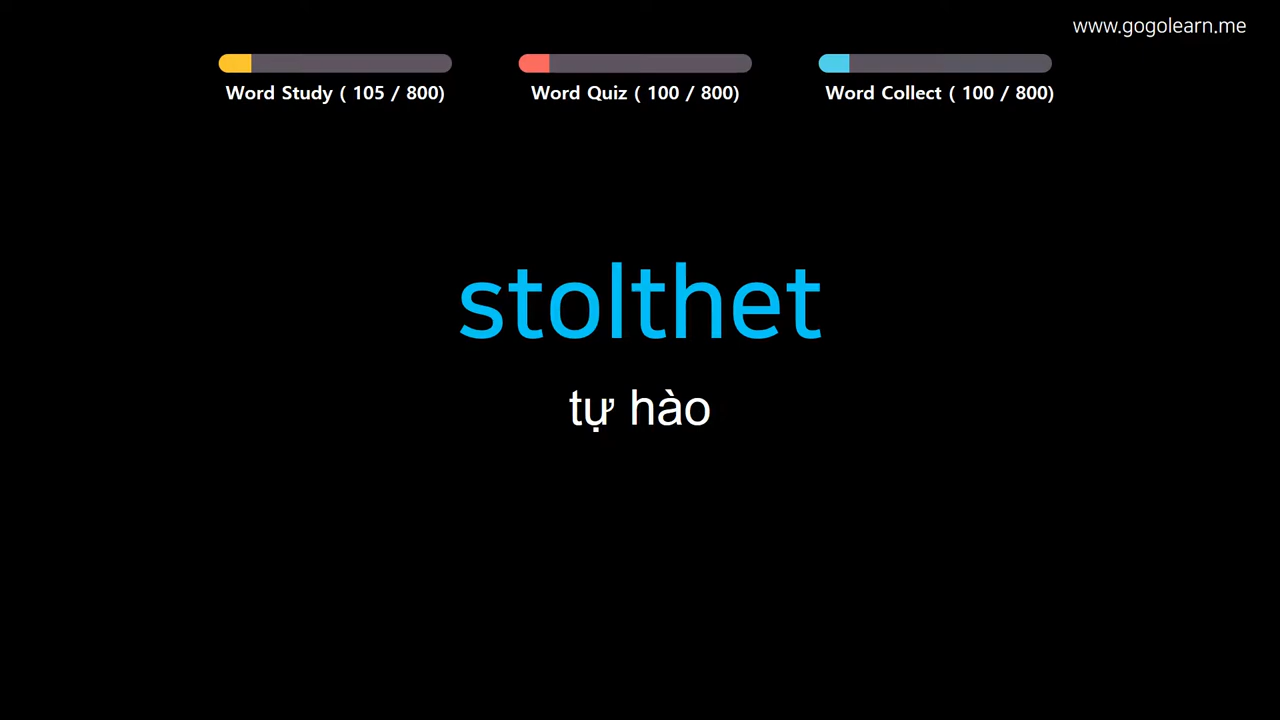 www.gogolearn.me
Word Study ( 105 / 800)
Word Quiz ( 100 / 800)
Word Collect ( 100 / 800)
stolthet
tự hào